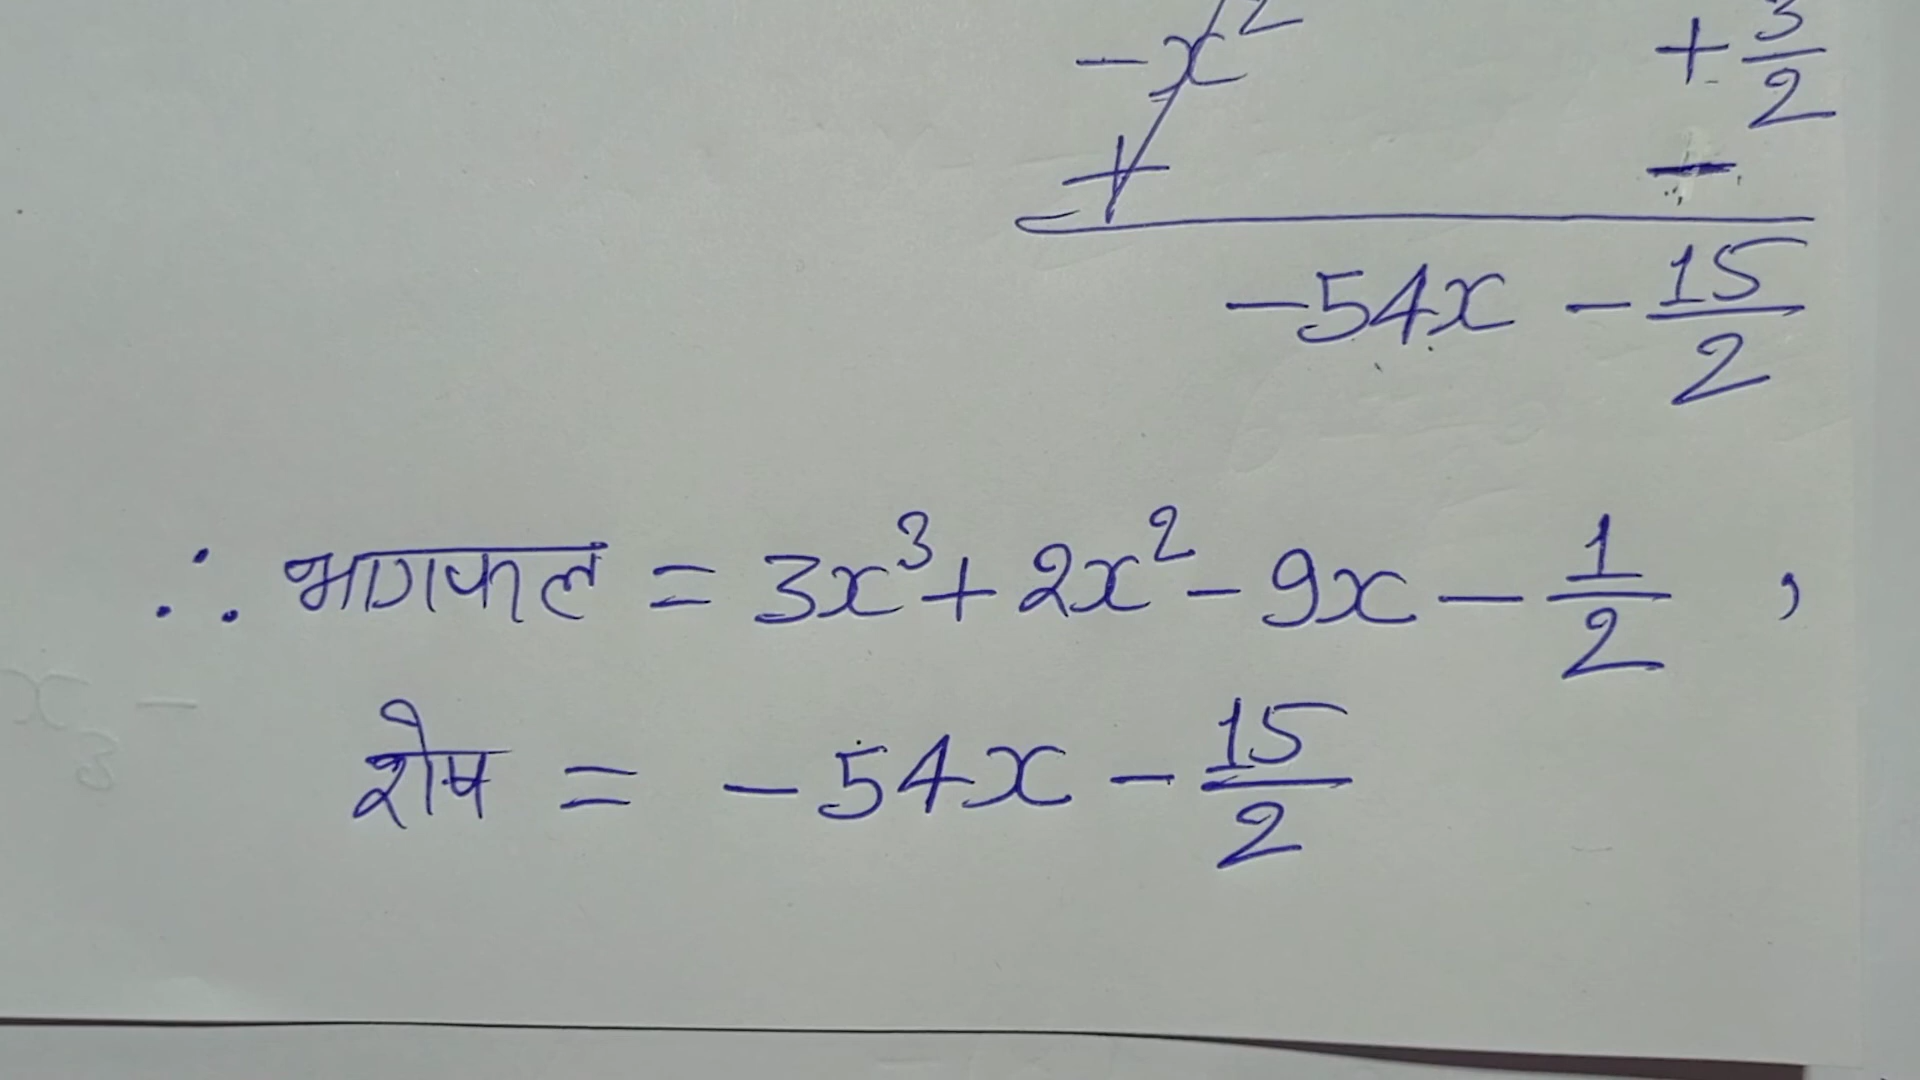 -x² + 3/2
+ -
-54x - 15/2
∴ भागफल = 3x³ + 2x² - 9x - 1/2 ,
शेष = -54x - 15/2